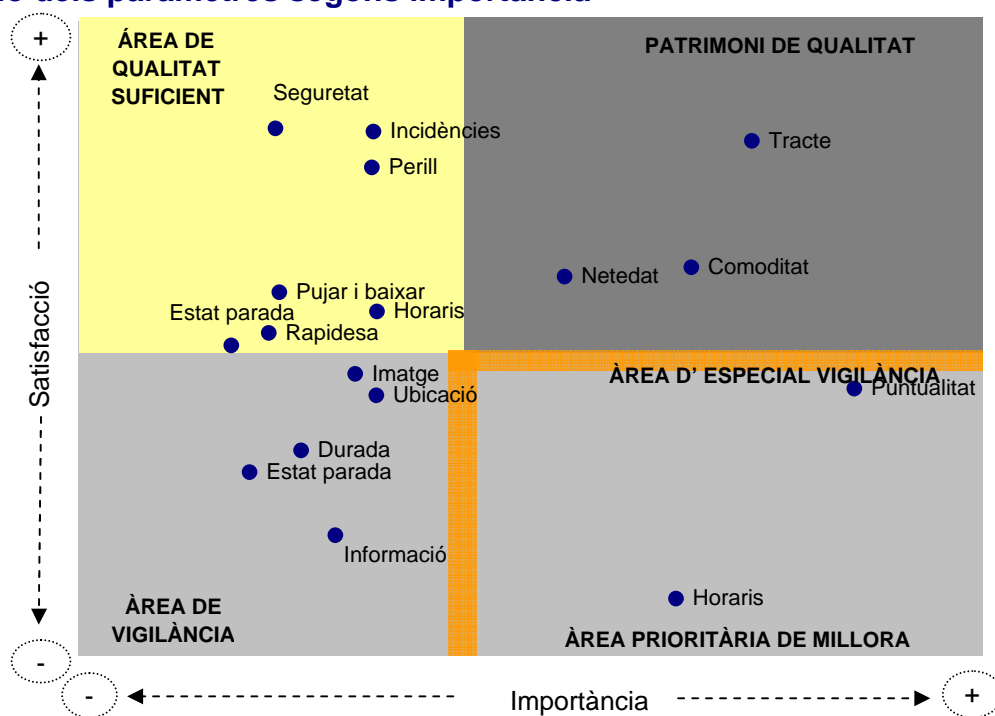 dels paràmetres segons importància
+
ÁREA DE
QUALITAT
SUFICIENT
PATRIMONI DE QUALITAT
Seguretat
Incidències
Tracte
Perill
Comoditat
Netedat
Pujar i baixar
Estat parada
Horaris
Rapidesa
Satisfacció
Imatge
ÀREA D' ESPECIAL VIGILÀNCIA
Ubicació
Puntualitat
Durada
Estat parada
Informació
Horaris
ÀREA DE
VIGILÀNCIA
ÀREA PRIORITÀRIA DE MILLORA
-
-
Importància
+